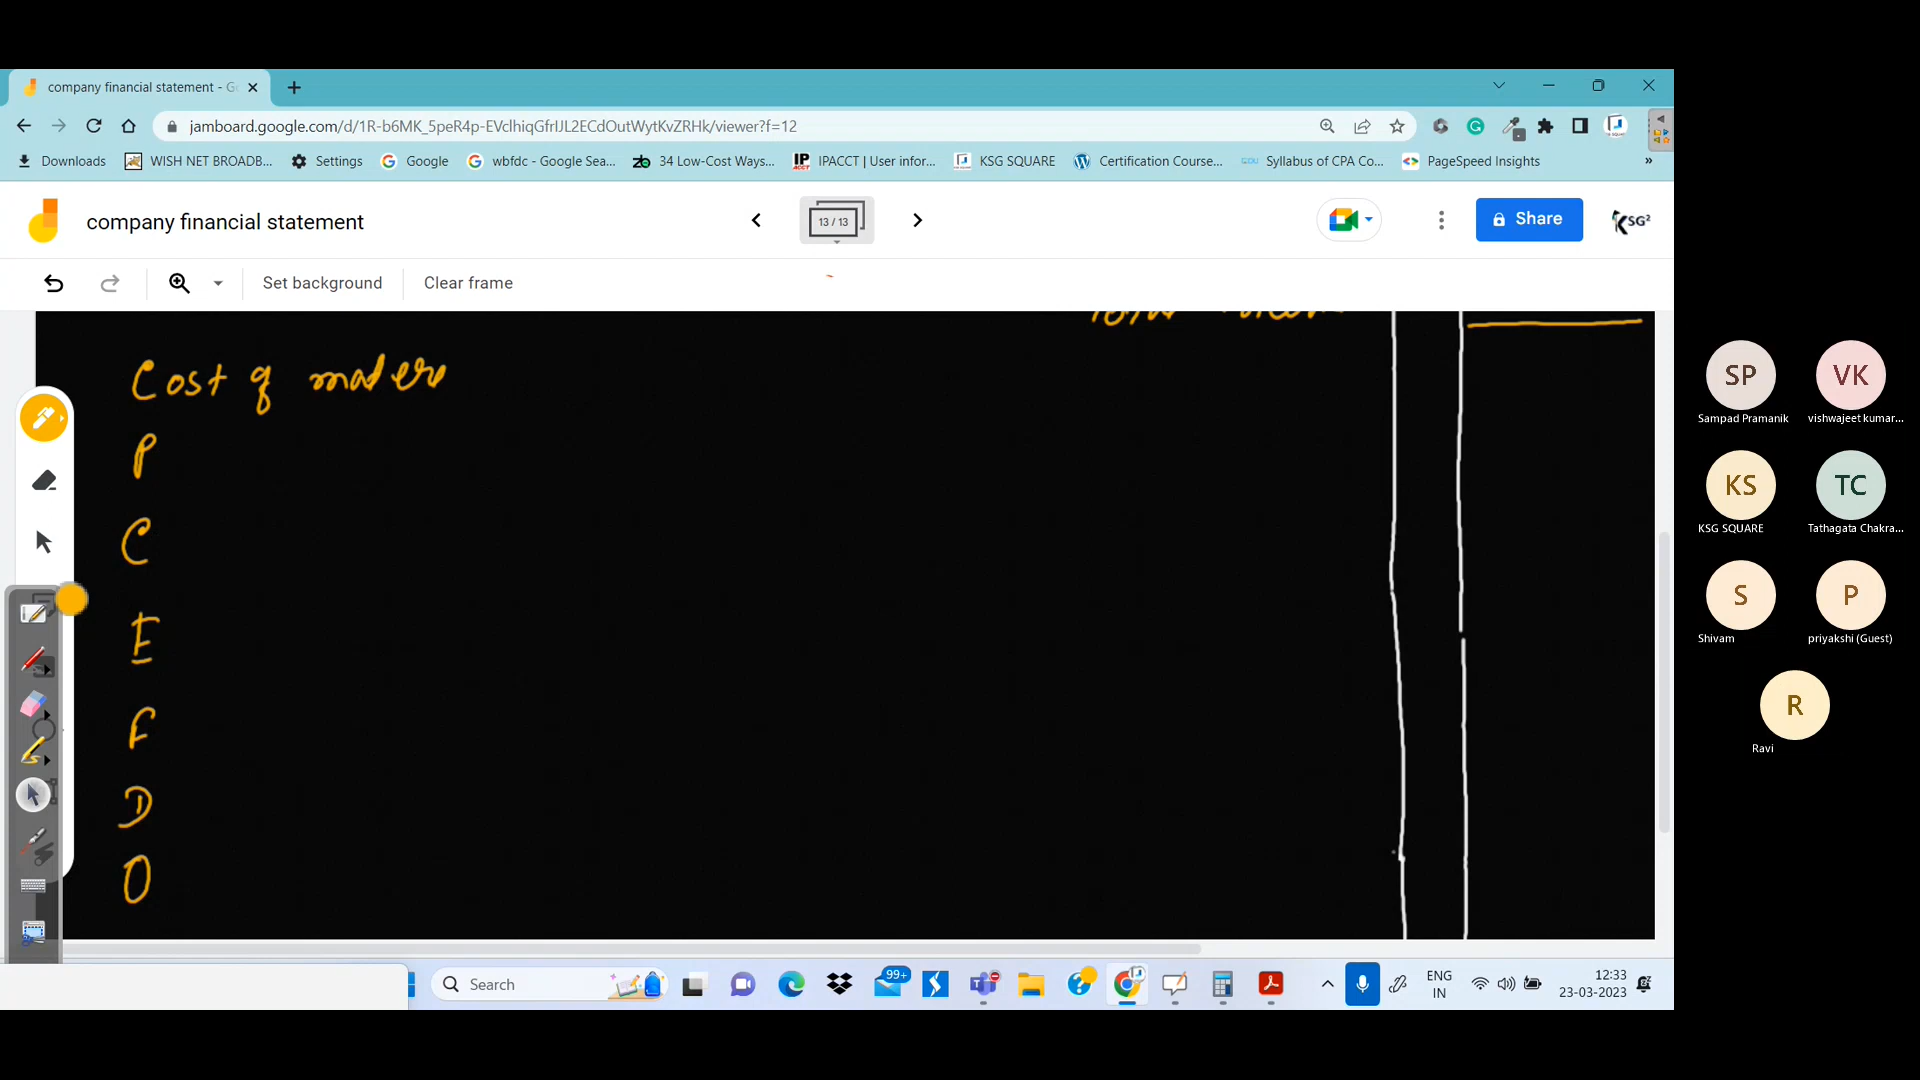 company financial statement - G
jamboard.google.com/d/1R-b6MK_5peR4p-EVclhiqGfrIJL2ECdOutWytKvZRHk/viewer?f=12
Downloads WISH NET BROADB... Settings Google wbfdc - Google Sea... 34 Low-Cost Ways... IPACCT | User infor... KSG SQUARE Certification Course... Syllabus of CPA Co... PageSpeed Insights »
company financial statement 13 / 13 Share KSG²
Set background Clear frame
Cost of matere
P
C
E
F
D
O
SP VK
Sampad Pramanik vishwajeet kumar...
KS TC
KSG SQUARE Tathagata Chakra...
S P
Shivam priyakshi (Guest)
R
Ravi
Search 99+ ENG
IN 12:33
23-03-2023